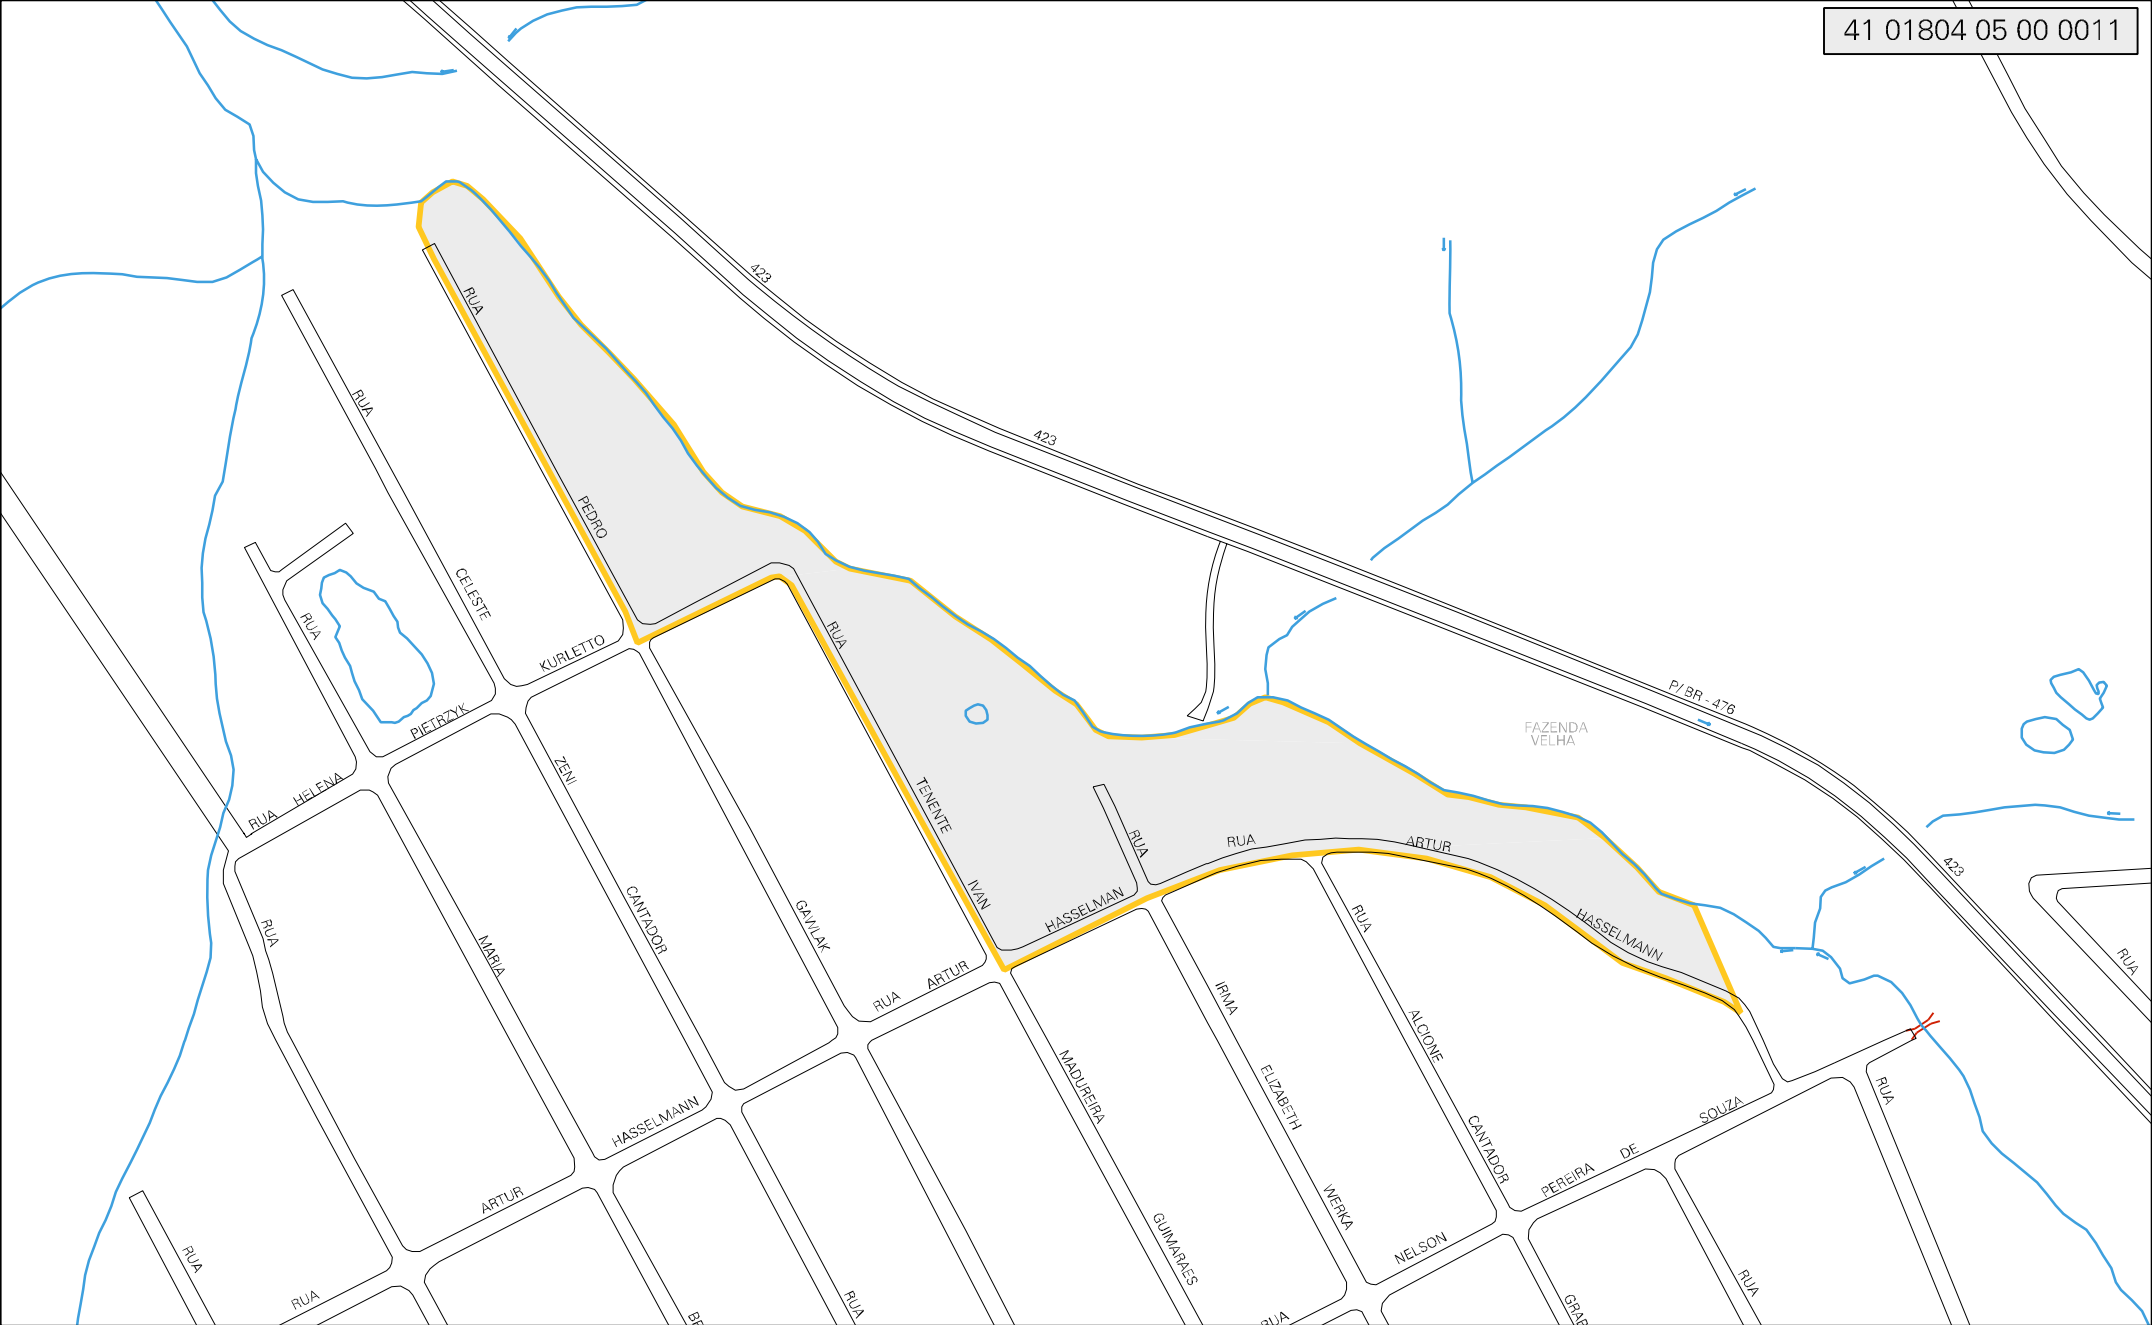 41 01804 05 00 0011
423
RUA
RUA
423
PEDRO
CELESTE
RUA
RUA
KURLETTO
P/ BR - 476
PIETRZYK
FAZENDA
VELHA
ZENI
HELENA
RUA
TENENTE
RUA
RUA
ARTUR
423
IVAN
HASSELMAN
CANTADOR
GAWLAK
RUA
HASSELMANN
RUA
MARIA
ARTUR
RUA
RUA
IRMA
ALCIONE
MADUREIRA
ELIZABETH
RUA
SOUZA
HASSELMANN
DE
CANTADOR
PEREIRA
ARTUR
WERKA
GUIMARAES
NELSON
RUA
RUA
RUA
RUA
GRAB
RUA